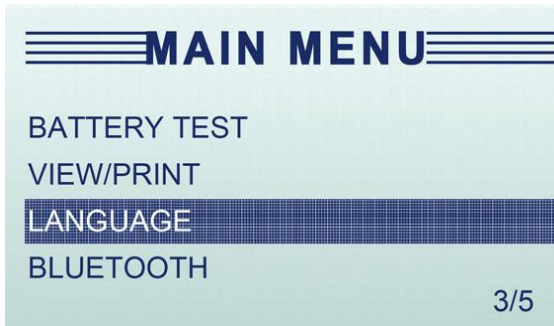 MAIN MENU
BATTERY TEST
VIEW/PRINT
LANGUAGE
BLUETOOTH
3/5